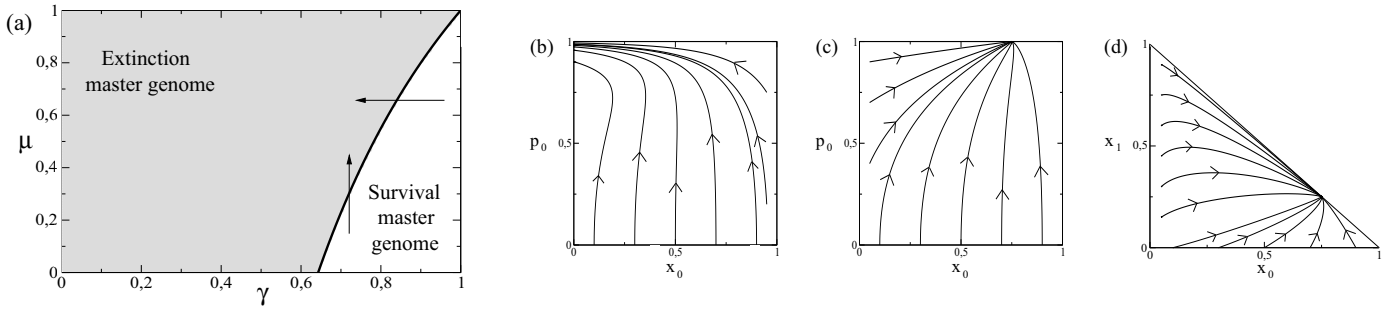 (a)
Extinction
master genome
Survival
master
genome
μ
1
0,8
0,6
0,4
0,2
0
0
0,2
0,4
0,6
0,8
1
γ
(b)
1
p0
0,5
0
0
0,5
1
x0
(c)
1
p0
0,5
0
0
0,5
1
x0
(d)
1
x1
0,5
0
0
0,5
1
x0